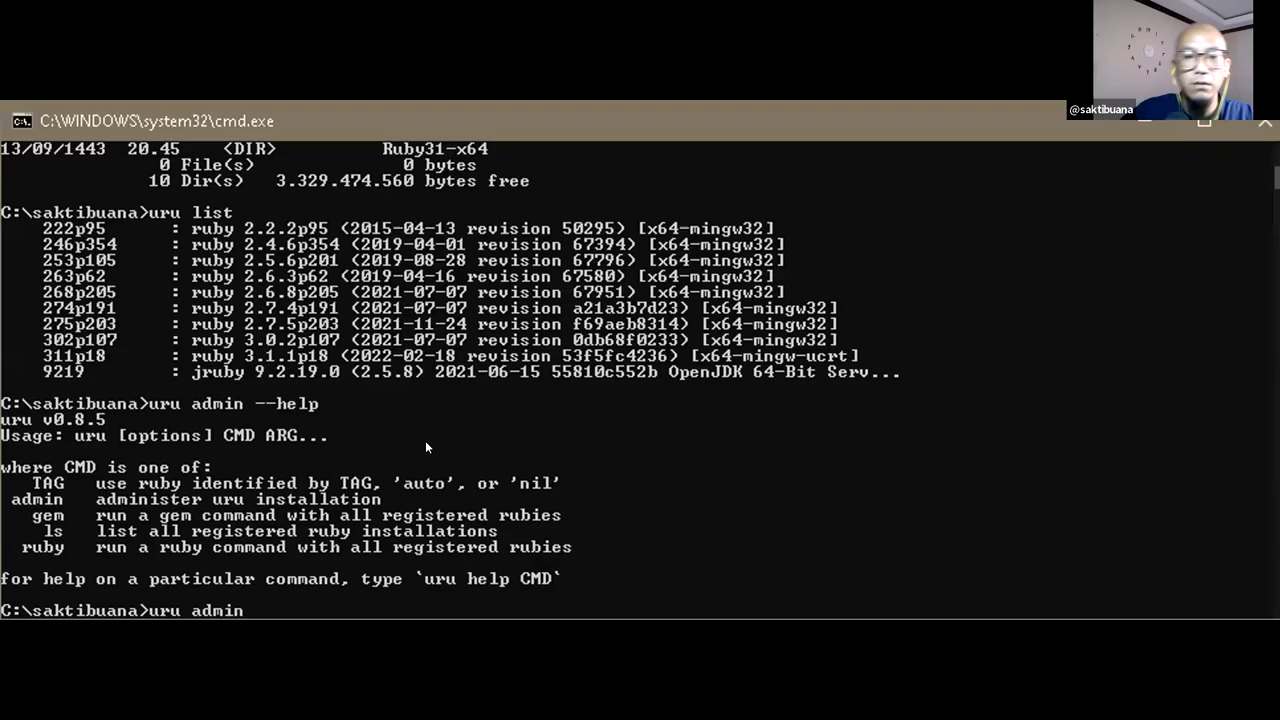 @saktibuana
C:\WINDOWS\system32\cmd.exe
13/09/1443  20.45    <DIR>          Ruby31-x64
0 File(s)              0 bytes
10 Dir(s)   3.329.474.560 bytes free
C:\saktibuana>uru list
222p95      : ruby 2.2.2p95 (2015-04-13 revision 50295) [x64-mingw32]
246p354     : ruby 2.4.6p354 (2019-04-01 revision 67394) [x64-mingw32]
253p105     : ruby 2.5.6p201 (2019-08-28 revision 67796) [x64-mingw32]
263p62      : ruby 2.6.3p62 (2019-04-16 revision 67580) [x64-mingw32]
268p205     : ruby 2.6.8p205 (2021-07-07 revision 67951) [x64-mingw32]
274p191     : ruby 2.7.4p191 (2021-07-07 revision a21a3b7d23) [x64-mingw32]
275p203     : ruby 2.7.5p203 (2021-11-24 revision f69aeb8314) [x64-mingw32]
302p107     : ruby 3.0.2p107 (2021-07-07 revision 0db68f0233) [x64-mingw32]
311p18      : ruby 3.1.1p18 (2022-02-18 revision 53f5fc4236) [x64-mingw-ucrt]
9219        : jruby 9.2.19.0 (2.5.8) 2021-06-15 55810c552b OpenJDK 64-Bit Serv...
C:\saktibuana>uru admin --help
uru v0.8.5
Usage: uru [options] CMD ARG...
where CMD is one of:
TAG   use ruby identified by TAG, 'auto', or 'nil'
admin   administer uru installation
gem   run a gem command with all registered rubies
ls   list all registered ruby installations
ruby   run a ruby command with all registered rubies
for help on a particular command, type `uru help CMD`
C:\saktibuana>uru admin